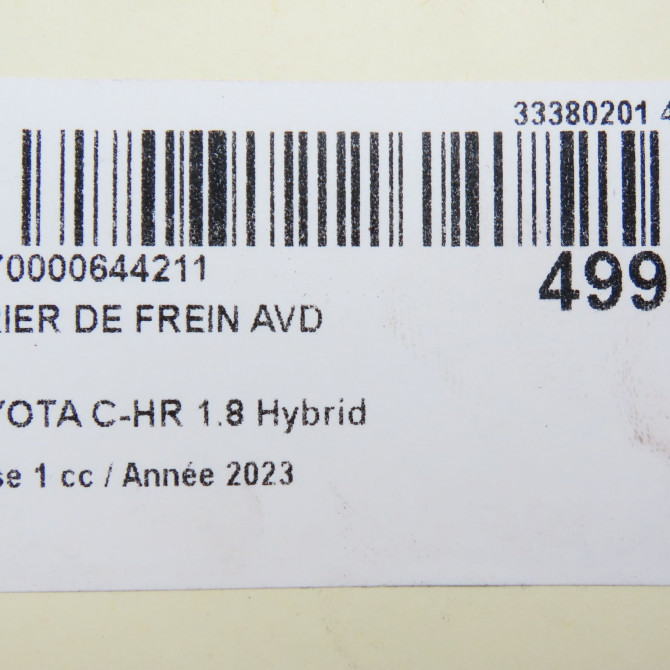 33380201 4
70000644211
499
RIER DE FREIN AVD
YOTA C-HR 1.8 Hybrid
se 1 cc / Année 2023